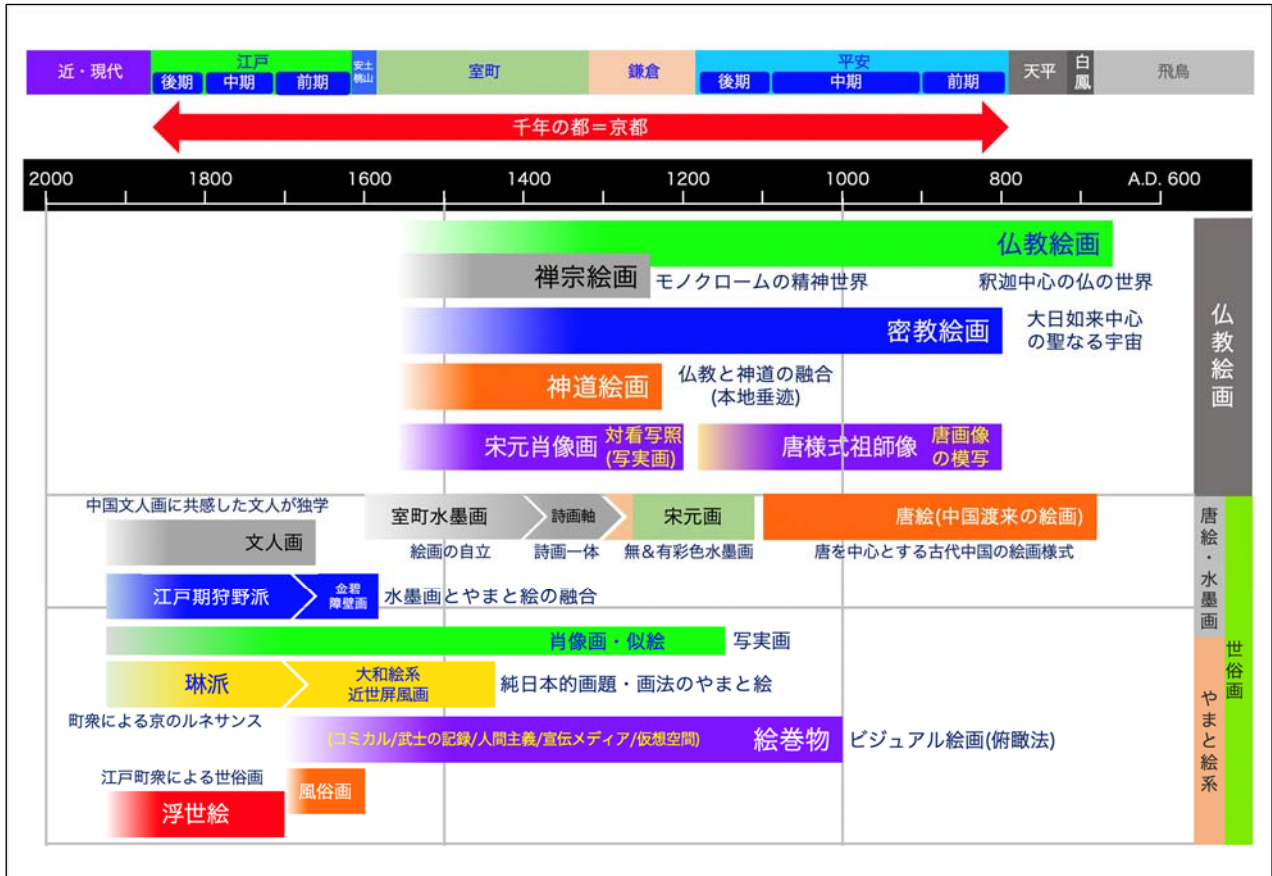 近・現代
江戸
後期 中期 前期
安土
桃山
室町
鎌倉
平安
後期 中期 前期
天平
白
鳳
飛鳥
千年の都＝京都
2000 1800 1600 1400 1200 1000 800 A.D. 600
仏教絵画
禅宗絵画
モノクロームの精神世界
釈迦中心の仏の世界
密教絵画
大日如来中心
の聖なる宇宙
神道絵画
仏教と神道の融合
(本地垂迹)
宋元肖像画
対看写照
(写実画)
唐様式祖師像
唐画像
の模写
仏教絵画
中国文人画に共感した文人が独学
文人画
室町水墨画
詩画軸
宋元画
唐絵(中国渡来の絵画)
絵画の自立
詩画一体
無&有彩色水墨画
唐を中心とする古代中国の絵画様式
江戸期狩野派
金碧
障壁画
水墨画とやまと絵の融合
唐絵・水墨画
肖像画・似絵
写実画
琳派
大和絵系
近世屏風画
純日本的画題・画法のやまと絵
町衆による京のルネサンス
(コミカル/武士の記録/人間主義/宣伝メディア/仮想空間)
絵巻物
ビジュアル絵画(俯瞰法)
江戸町衆による世俗画
風俗画
浮世絵
やまと絵系
世俗画